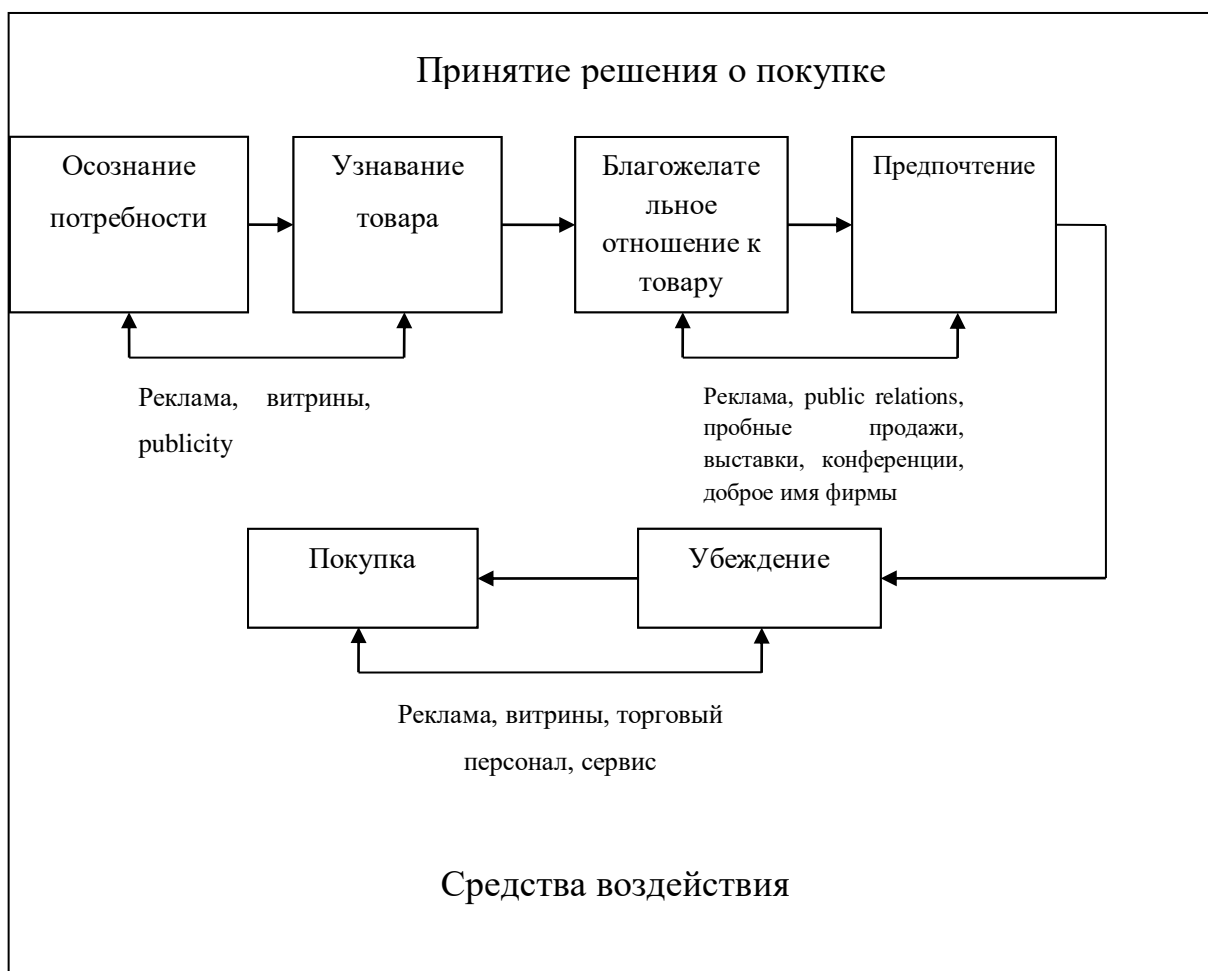 Принятие решения о покупке
Осознание
потребности
Узнавание
товара
Благожелате
льное
отношение к
товару
Предпочтение
Реклама, витрины,
publicity
Реклама, public relations,
пробные продажи,
выставки, конференции,
доброе имя фирмы
Покупка
Убеждение
Реклама, витрины, торговый
персонал, сервис
Средства воздействия